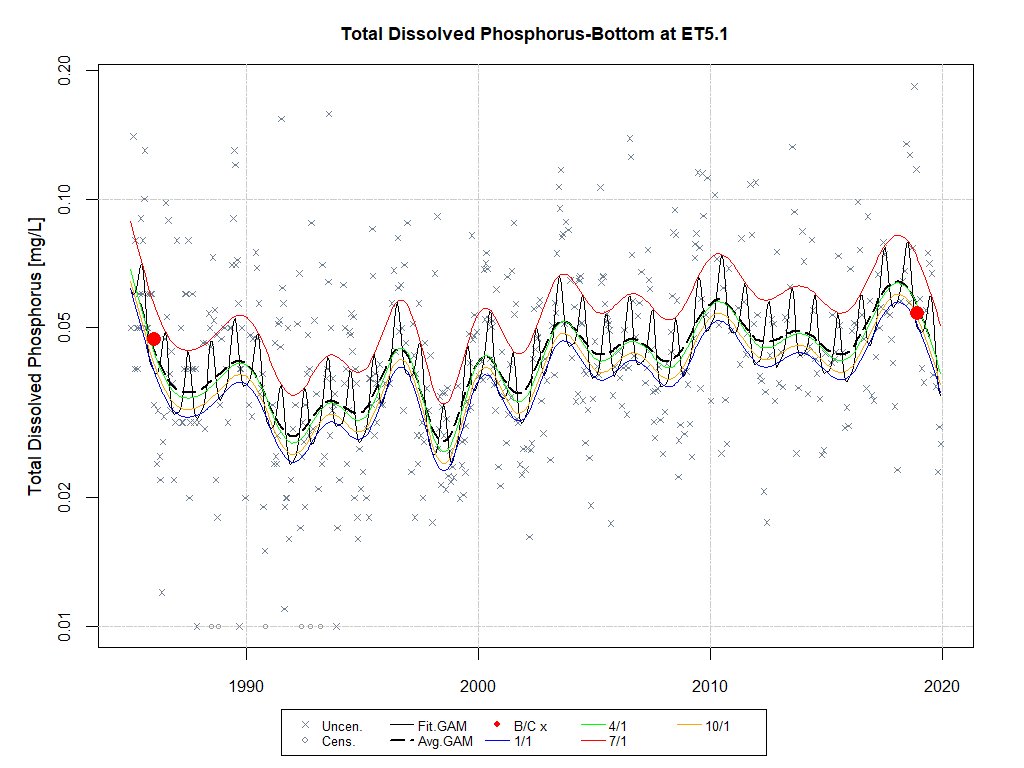 Total Dissolved Phosphorus-Bottom at ET5.1
Total Dissolved Phosphorus [mg/L]
0.20
0.10
0.05
0.02
0.01
1990 2000 2010 2020
Uncen. Fit.GAM B/C x 4/1 10/1
Cens. Avg.GAM 1/1 7/1